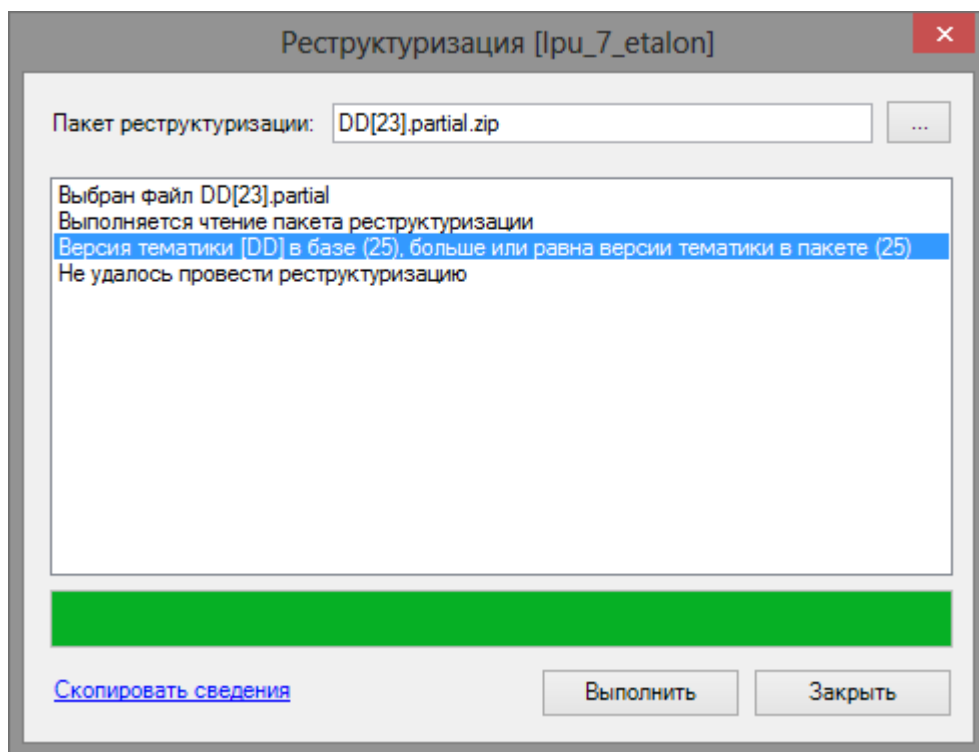 Реструктуризация [lpu_7_etalon]
Пакет реструктуризации: DD[23].partial.zip ...
Выбран файл DD[23].partial
Выполняется чтение пакета реструктуризации
Версия тематики [DD] в базе (25), больше или равна версии тематики в пакете (25)
Не удалось провести реструктуризацию
Скопировать сведения Выполнить Закрыть